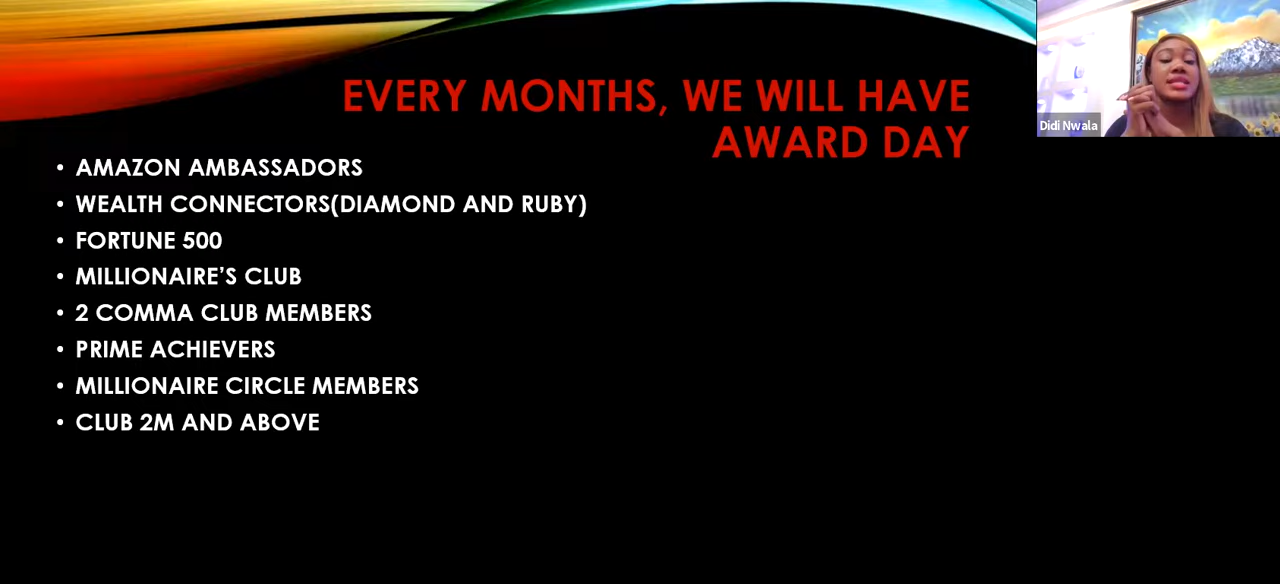 EVERY MONTHS, WE WILL HAVE
AWARD DAY
• AMAZON AMBASSADORS
• WEALTH CONNECTORS(DIAMOND AND RUBY)
• FORTUNE 500
• MILLIONAIRE’S CLUB
• 2 COMMA CLUB MEMBERS
• PRIME ACHIEVERS
• MILLIONAIRE CIRCLE MEMBERS
• CLUB 2M AND ABOVE
Didi Nwala